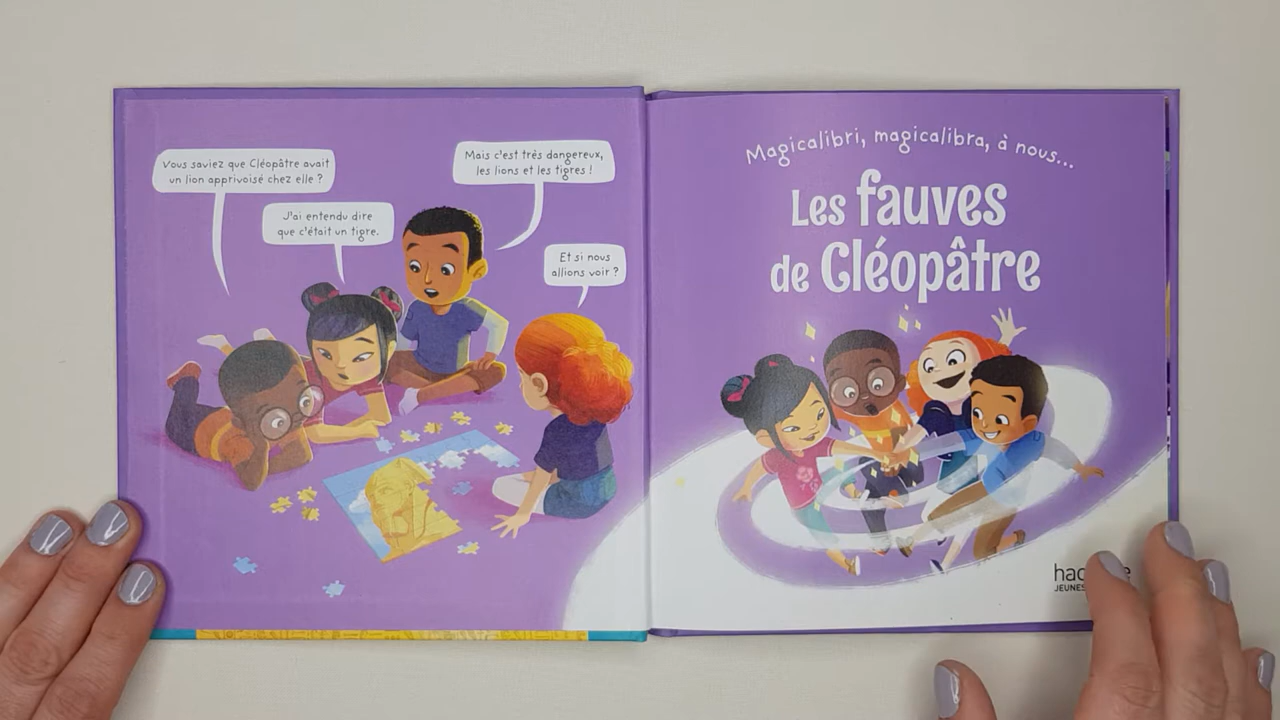 Vous saviez que Cléopâtre avait
un lion apprivoisé chez elle ?
J'ai entendu dire
que c'était un tigre.
Mais c'est très dangereux,
les lions et les tigres !
Et si nous
allions voir ?
Magicalibri, magicalibra, à nous...
Les fauves
de Cléopâtre